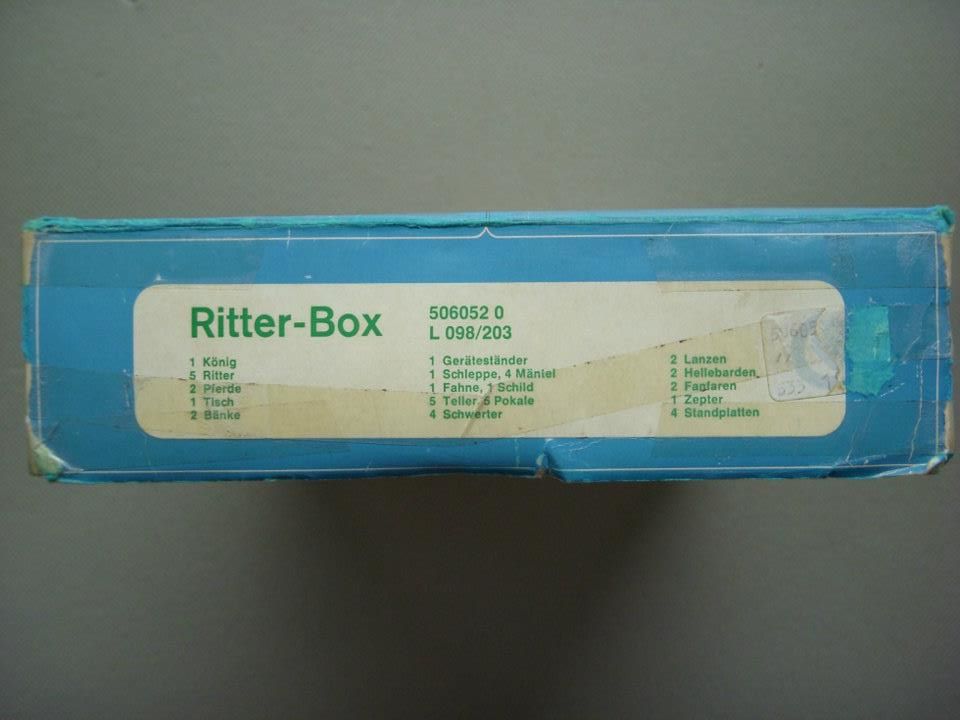 Ritter-Box
506052 0
L 098/203
1 König
5 Ritter
2 Pferde
1 Tisch
2 Bänke
1 Geräteständer
1 Schleppe, 4 Mäntel
1 Fahne, 1 Schild
5 Teller, 5 Pokale
4 Schwerter
2 Lanzen
2 Hellebarden
2 Fanfaren
1 Zepter
4 Standplatten